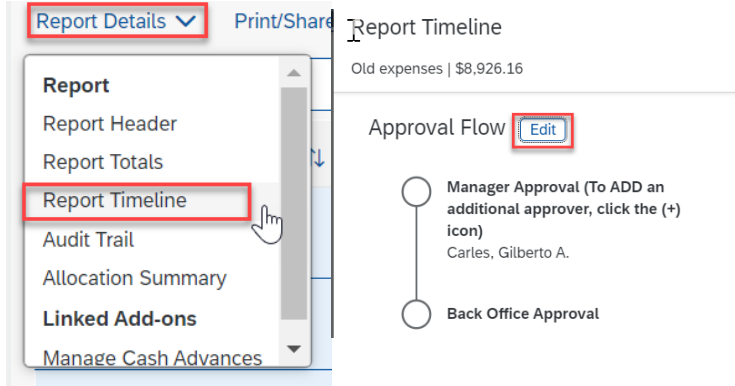 Report Details
Print/Share
Report
Report Header
Report Totals
Report Timeline
Audit Trail
Allocation Summary
Linked Add-ons
Manage Cash Advances
Report Timeline
Old expenses | $8,926.16
Approval Flow Edit
Manager Approval (To ADD an
additional approver, click the (+)
icon)
Carles, Gilberto A.
Back Office Approval